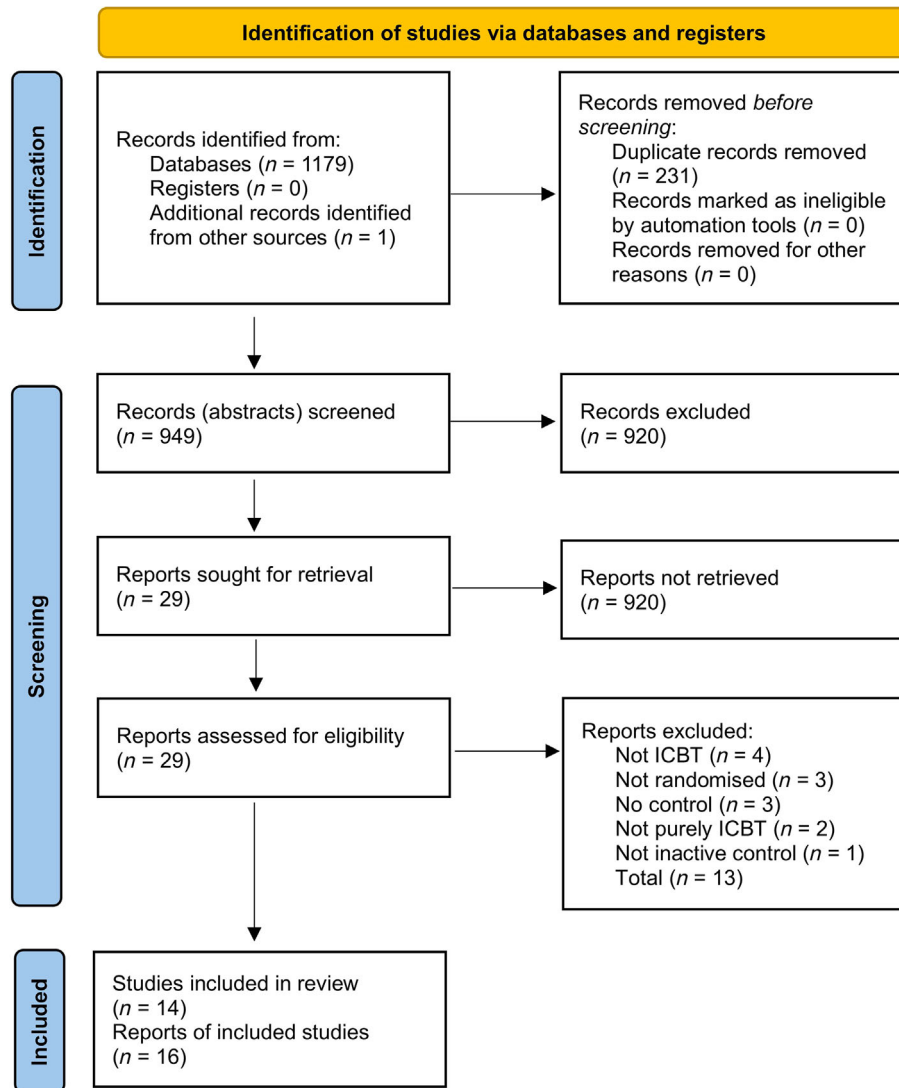 Identification of studies via databases and registers
Identification
Records identified from:
Databases (n = 1179)
Registers (n = 0)
Additional records identified
from other sources (n = 1)
Records removed before
screening:
Duplicate records removed
(n = 231)
Records marked as ineligible
by automation tools (n = 0)
Records removed for other
reasons (n = 0)
Screening
Records (abstracts) screened
(n = 949)
Records excluded
(n = 920)
Reports sought for retrieval
(n = 29)
Reports not retrieved
(n = 920)
Reports assessed for eligibility
(n = 29)
Reports excluded:
Not ICBT (n = 4)
Not randomised (n = 3)
No control (n = 3)
Not purely ICBT (n = 2)
Not inactive control (n = 1)
Total (n = 13)
Included
Studies included in review
(n = 14)
Reports of included studies
(n = 16)